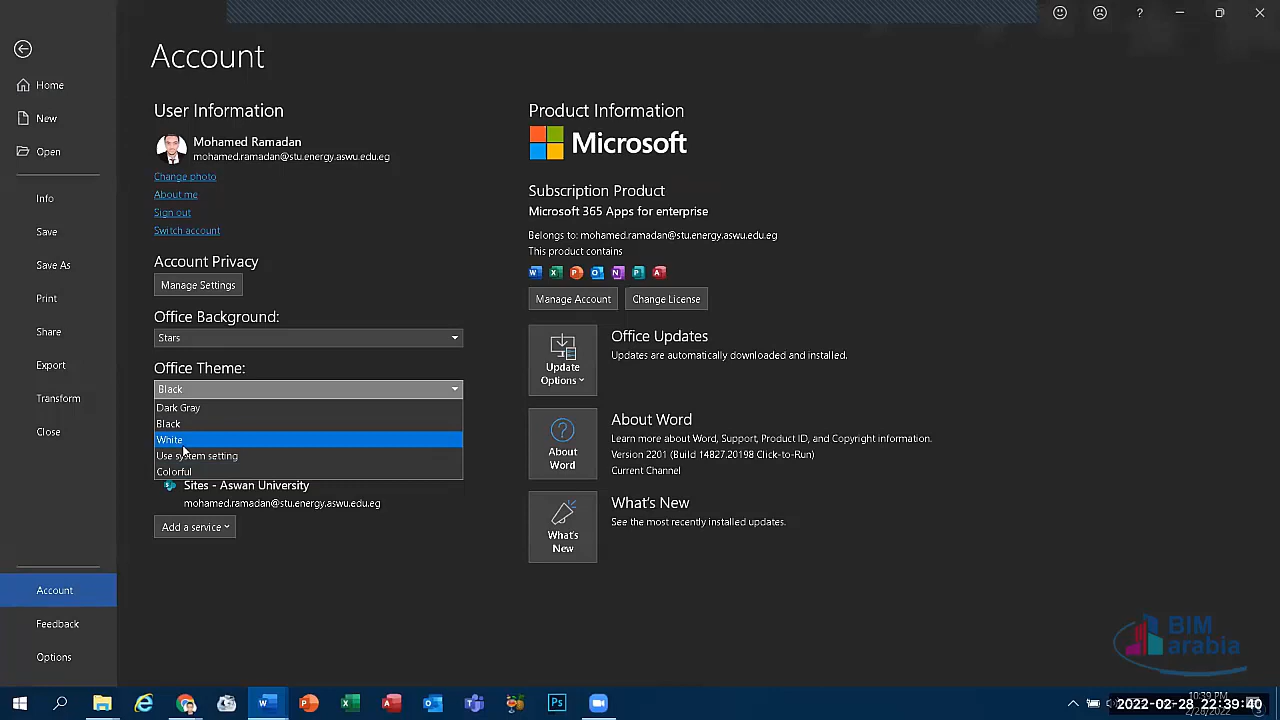 ?
Account
Home
New
Open
Info
Save
Save As
Print
Share
Export
Transform
Close
Account
Feedback
Options
User Information
Mohamed Ramadan
mohamed.ramadan@stu.energy.aswu.edu.eg
Change photo
About me
Sign out
Switch account
Account Privacy
Manage Settings
Office Background:
Stars
Office Theme:
Black
Dark Gray
Black
White
Use system setting
Colorful
Sites - Aswan University
mohamed.ramadan@stu.energy.aswu.edu.eg
Add a service
Product Information
Microsoft
Subscription Product
Microsoft 365 Apps for enterprise
Belongs to: mohamed.ramadan@stu.energy.aswu.edu.eg
This product contains
Manage Account
Change License
Update
Options
Office Updates
Updates are automatically downloaded and installed.
About
Word
About Word
Learn more about Word, Support, Product ID, and Copyright information.
Version 2201 (Build 14827.20198 Click-to-Run)
Current Channel
What's
New
What's New
See the most recently installed updates.
BIM
arabia
10:39 PM
2022-02-28 22:39:40
2/28/2022